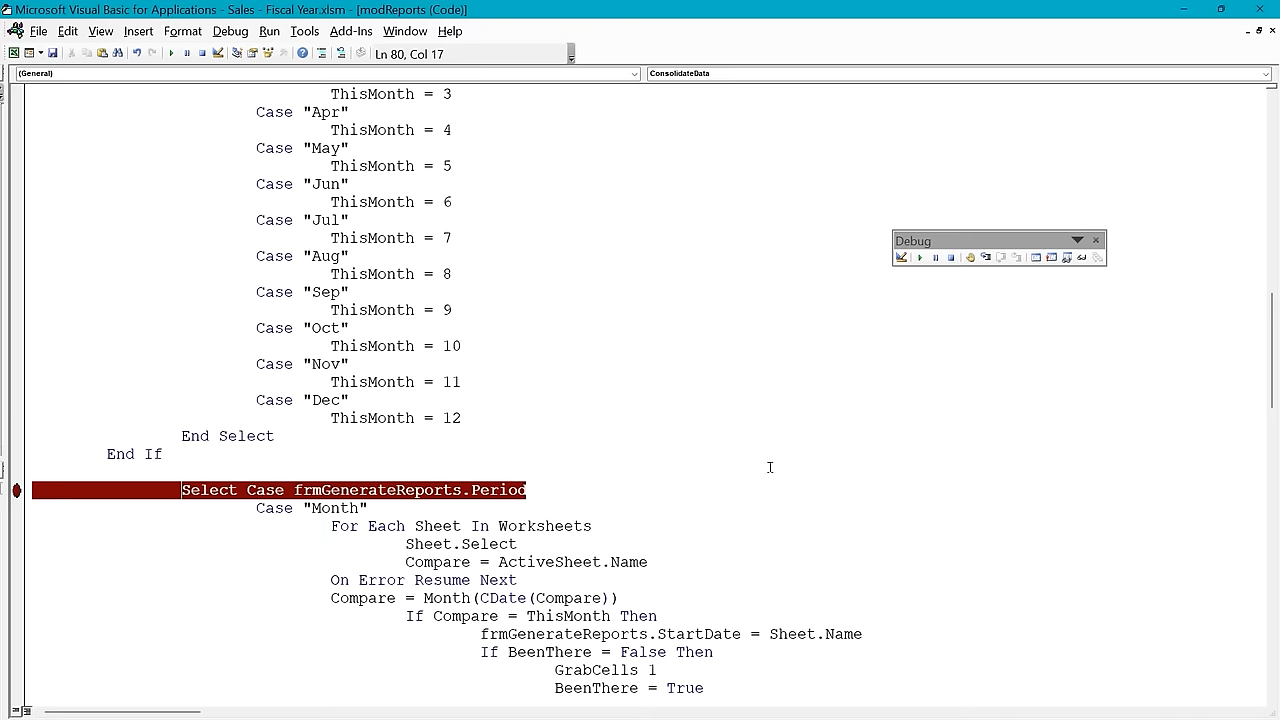 Microsoft Visual Basic for Applications - Sales - Fiscal Year.xlsm - [modReports (Code)]
File Edit View Insert Format Debug Run Tools Add-Ins Window Help
Ln 80, Col 17
(General) ConsolidateData
ThisMonth = 3
Case "Apr"
ThisMonth = 4
Case "May"
ThisMonth = 5
Case "Jun"
ThisMonth = 6
Case "Jul"
ThisMonth = 7
Case "Aug"
ThisMonth = 8
Case "Sep"
ThisMonth = 9
Case "Oct"
ThisMonth = 10
Case "Nov"
ThisMonth = 11
Case "Dec"
ThisMonth = 12
End Select
End If
Select Case frmGenerateReports.Period
Case "Month"
For Each Sheet In Worksheets
Sheet.Select
Compare = ActiveSheet.Name
On Error Resume Next
Compare = Month(CDate(Compare))
If Compare = ThisMonth Then
frmGenerateReports.StartDate = Sheet.Name
If BeenThere = False Then
GrabCells 1
BeenThere = True
Debug